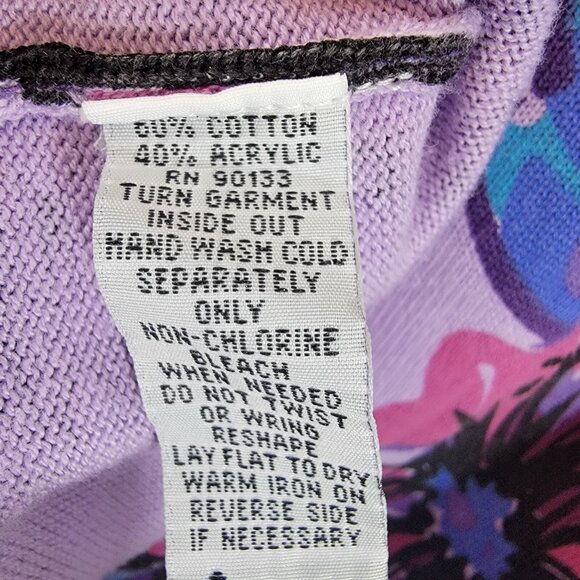 60% COTTON
40% ACRYLIC
RN 90133
TURN GARMENT
INSIDE OUT
HAND WASH COLD
SEPARATELY
ONLY
NON-CHLORINE
BLEACH
WHEN NEEDED
DO NOT TWIST
OR WRING
RESHAPE
LAY FLAT TO DRY
WARM IRON ON
REVERSE SIDE
IF NECESSARY